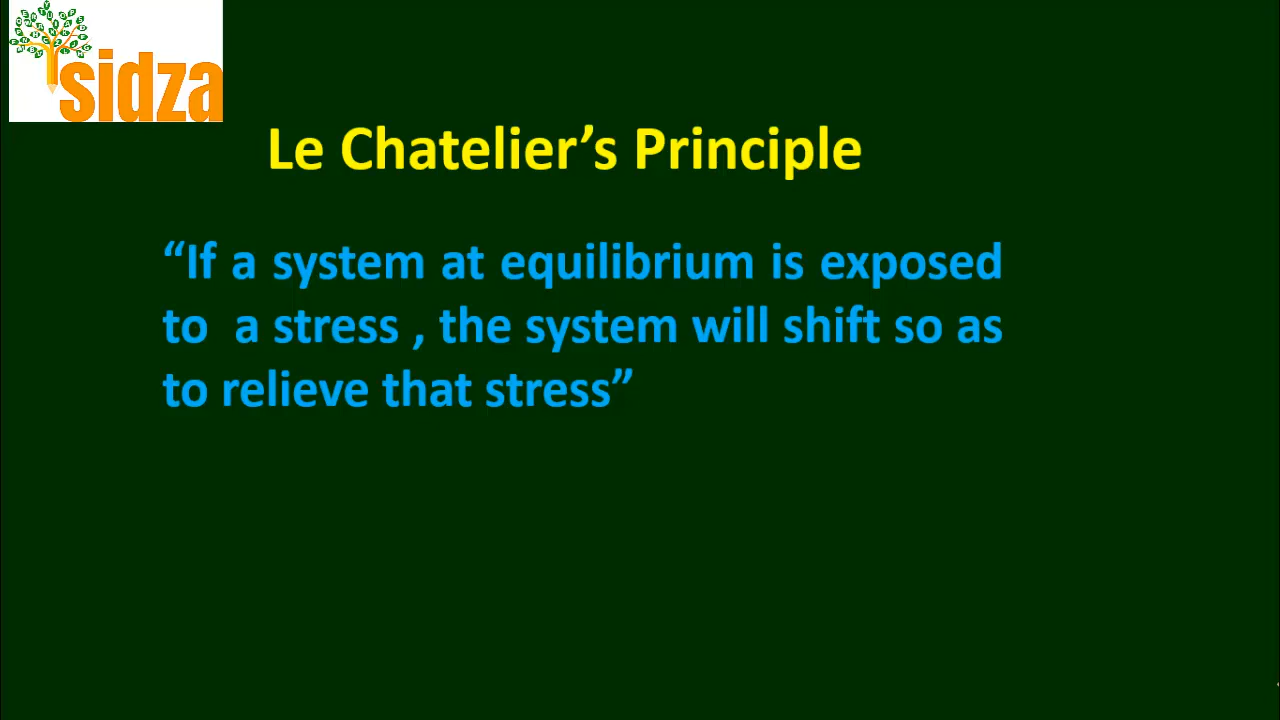 sidza
Le Chatelier’s Principle
“If a system at equilibrium is exposed
to  a stress , the system will shift so as
to relieve that stress”